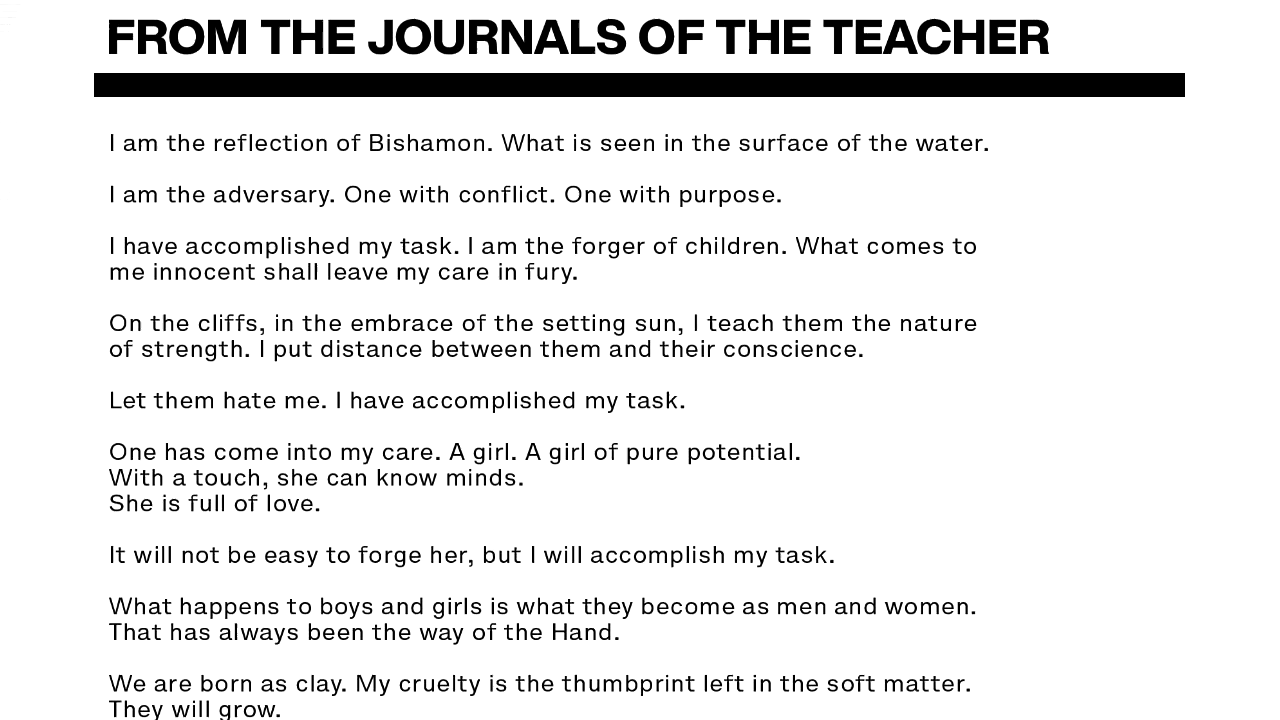 FROM THE JOURNALS OF THE TEACHER
I am the reflection of Bishamon. What is seen in the surface of the water.
I am the adversary. One with conflict. One with purpose.
I have accomplished my task. I am the forger of children. What comes to
me innocent shall leave my care in fury.
On the cliffs, in the embrace of the setting sun, I teach them the nature
of strength. I put distance between them and their conscience.
Let them hate me. I have accomplished my task.
One has come into my care. A girl. A girl of pure potential.
With a touch, she can know minds.
She is full of love.
It will not be easy to forge her, but I will accomplish my task.
What happens to boys and girls is what they become as men and women.
That has always been the way of the Hand.
We are born as clay. My cruelty is the thumbprint left in the soft matter.
They will grow.